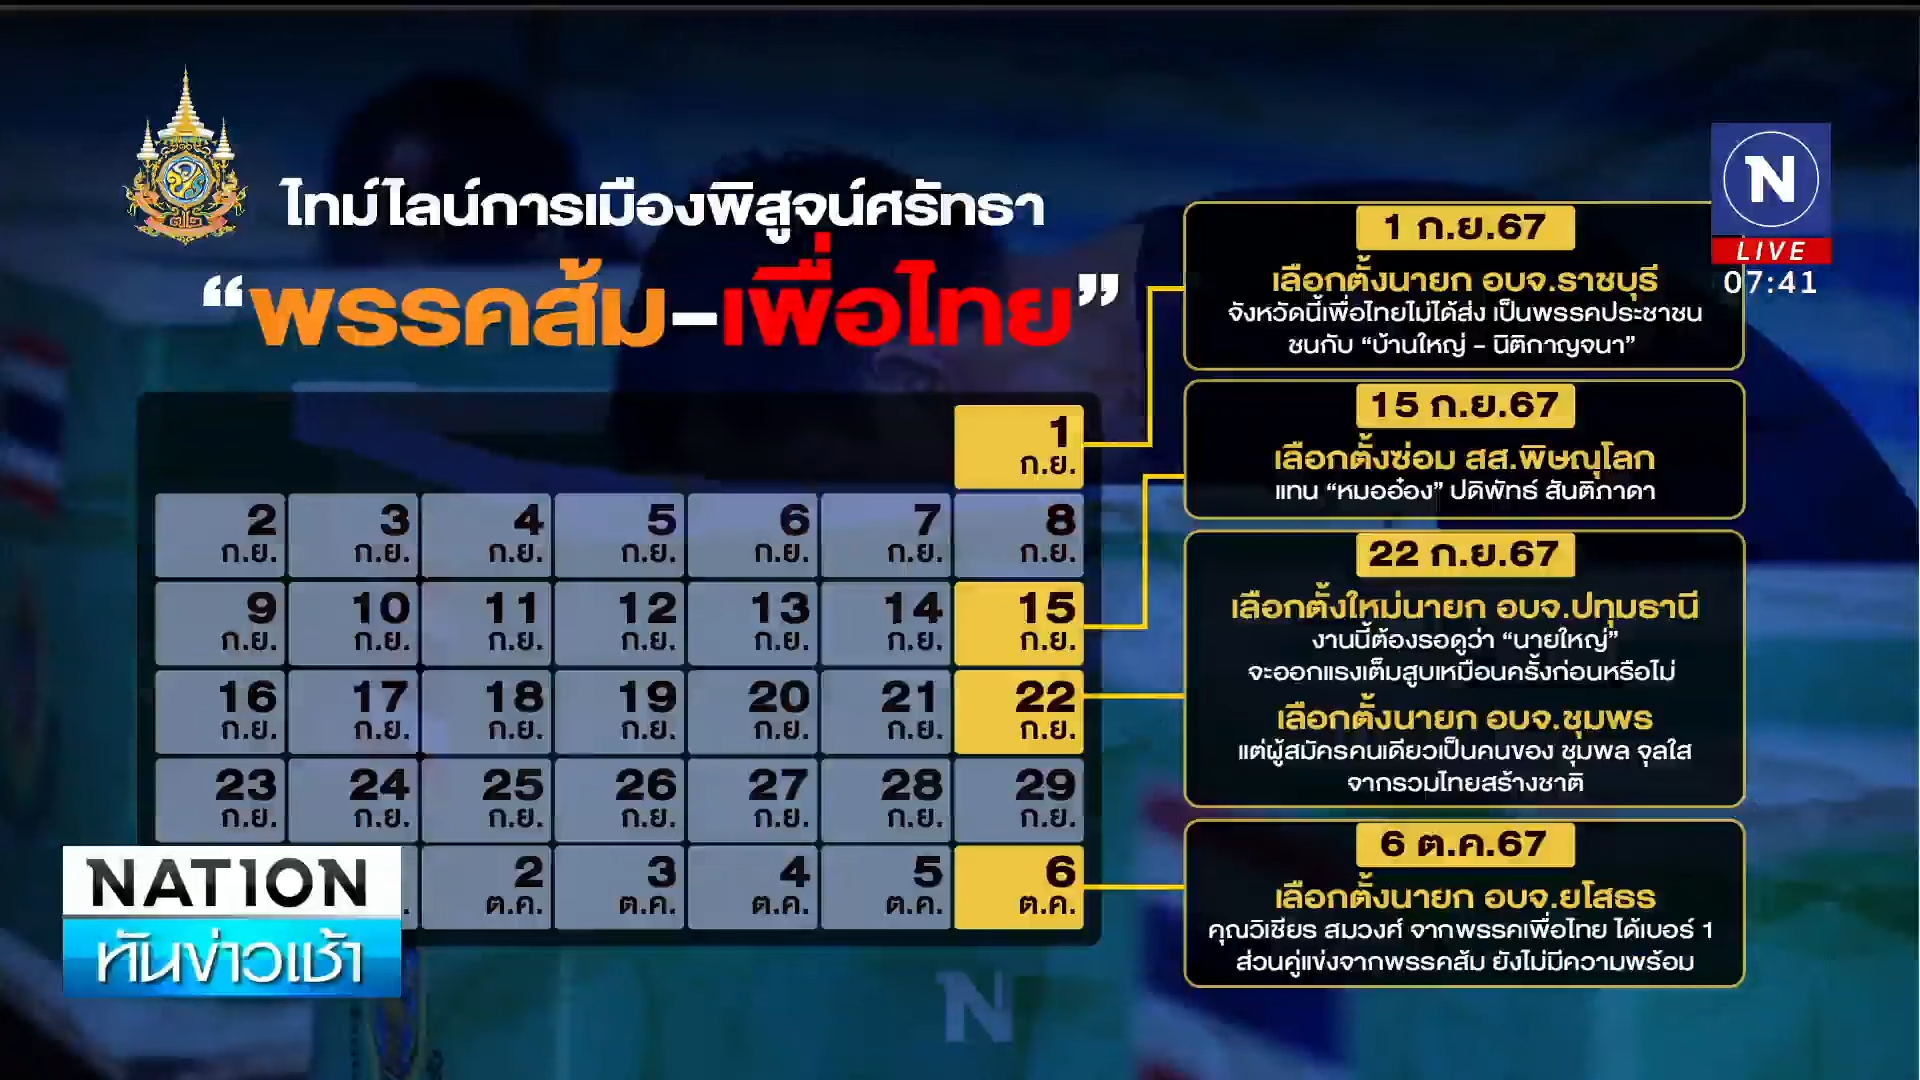 ไทม์ไลน์การเมืองพิสูจน์ศรัทธา
“พรรคส้ม-เพื่อไทย”
N
LIVE
07:41
1 ก.ย.
2 ก.ย. 3 ก.ย. 4 ก.ย. 5 ก.ย. 6 ก.ย. 7 ก.ย. 8 ก.ย.
9 ก.ย. 10 ก.ย. 11 ก.ย. 12 ก.ย. 13 ก.ย. 14 ก.ย. 15 ก.ย.
16 ก.ย. 17 ก.ย. 18 ก.ย. 19 ก.ย. 20 ก.ย. 21 ก.ย. 22 ก.ย.
23 ก.ย. 24 ก.ย. 25 ก.ย. 26 ก.ย. 27 ก.ย. 28 ก.ย. 29 ก.ย.
2 ต.ค. 3 ต.ค. 4 ต.ค. 5 ต.ค. 6 ต.ค.
1 ก.ย.67
เลือกตั้งนายก อบจ.ราชบุรี
จังหวัดนี้เพื่อไทยไม่ได้ส่ง เป็นพรรคประชาชน
ชนกับ “บ้านใหญ่ - นิติกาญจนา”
15 ก.ย.67
เลือกตั้งซ่อม สส.พิษณุโลก
แทน “หมออ๋อง” ปดิพัทธ์ สันติภาดา
22 ก.ย.67
เลือกตั้งใหม่นายก อบจ.ปทุมธานี
งานนี้ต้องรอดูว่า “นายใหญ่”
จะออกแรงเต็มสูบเหมือนครั้งก่อนหรือไม่
เลือกตั้งนายก อบจ.ชุมพร
แต่ผู้สมัครคนเดียวเป็นคนของ ชุมพล จุลใส
จากรวมไทยสร้างชาติ
6 ต.ค.67
เลือกตั้งนายก อบจ.ยโสธร
คุณวิเชียร สมวงศ์ จากพรรคเพื่อไทย ได้เบอร์ 1
ส่วนคู่แข่งจากพรรคส้ม ยังไม่มีความพร้อม
NATION
ทันข่าวเช้า
N